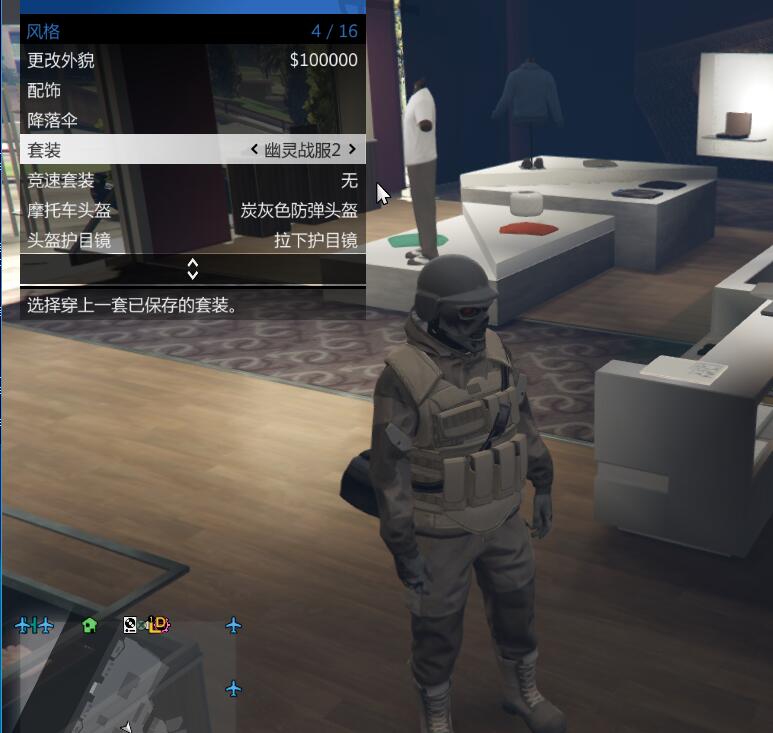 风格 4 / 16
更改外貌 $100000
配饰
降落伞
套装 幽灵战服2
竞速套装 无
摩托车头盔 炭灰色防弹头盔
头盔护目镜 拉下护目镜
选择穿上一套已保存的套装。